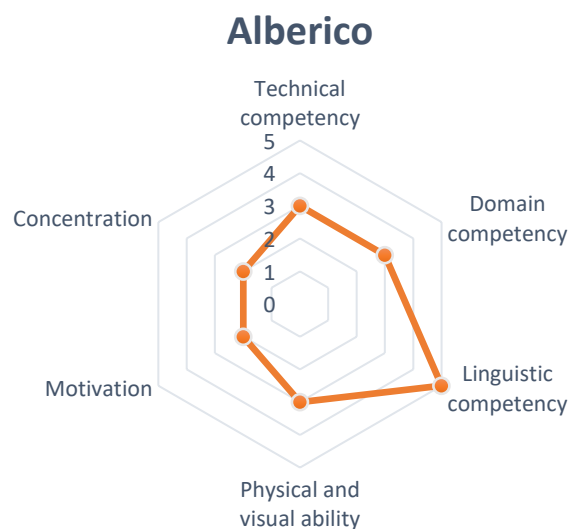 Alberico
Technical
competency
5
4
3
2
1
0
Concentration
Domain
competency
Motivation
Linguistic
competency
Physical and
visual ability